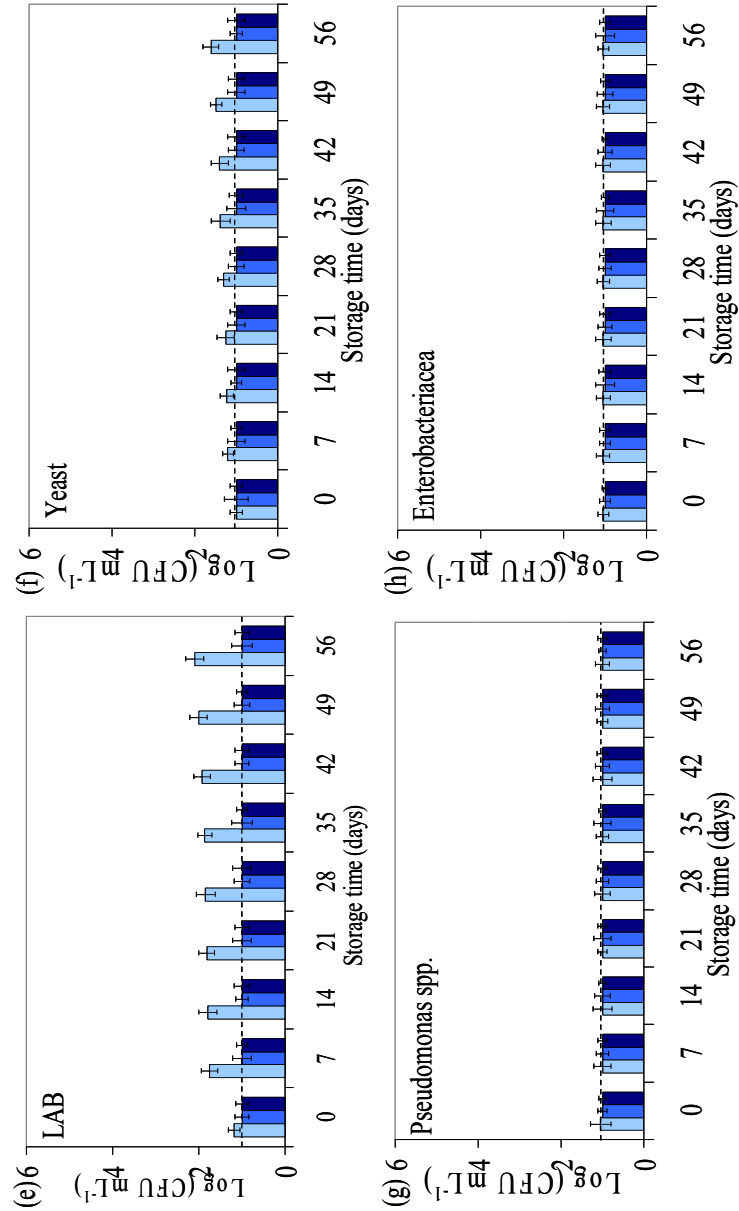 (e)
LAB
6
4
2
0
Log (CFU mL⁻¹)
0 7 14 21 28 35 42 49 56
Storage time (days)
(f)
Yeast
6
4
2
0
Log (CFU mL⁻¹)
0 7 14 21 28 35 42 49 56
Storage time (days)
(g)
Pseudomonas spp.
6
4
2
0
Log (CFU mL⁻¹)
0 7 14 21 28 35 42 49 56
Storage time (days)
(h)
Enterobacteriacea
6
4
2
0
Log (CFU mL⁻¹)
0 7 14 21 28 35 42 49 56
Storage time (days)